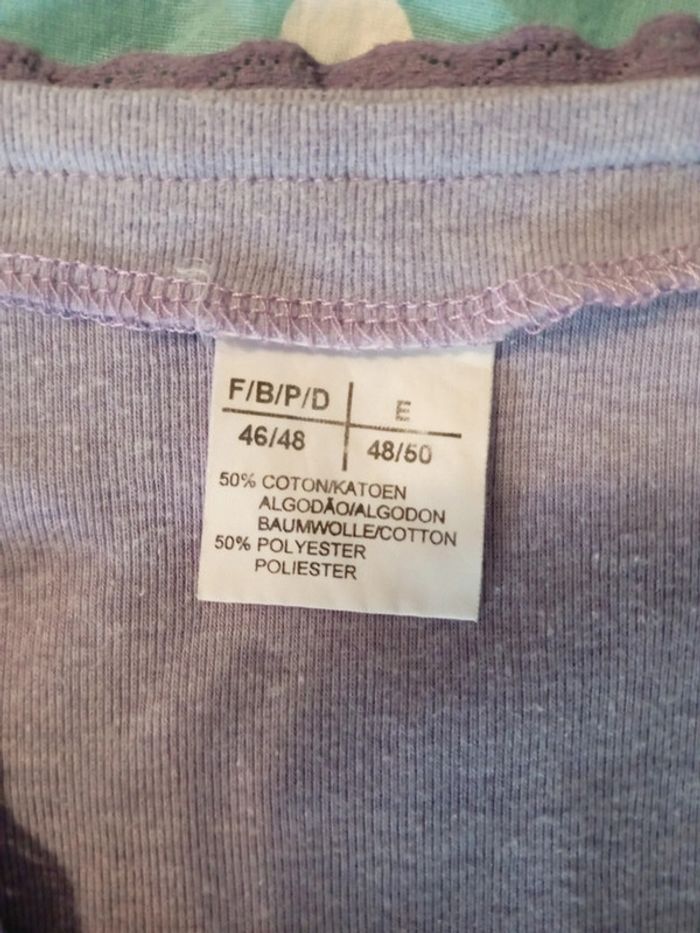 F/B/P/D E
46/48 48/50
50% COTON/KATOEN
ALGODÃO/ALGODON
BAUMWOLLE/COTTON
50% POLYESTER
POLIESTER